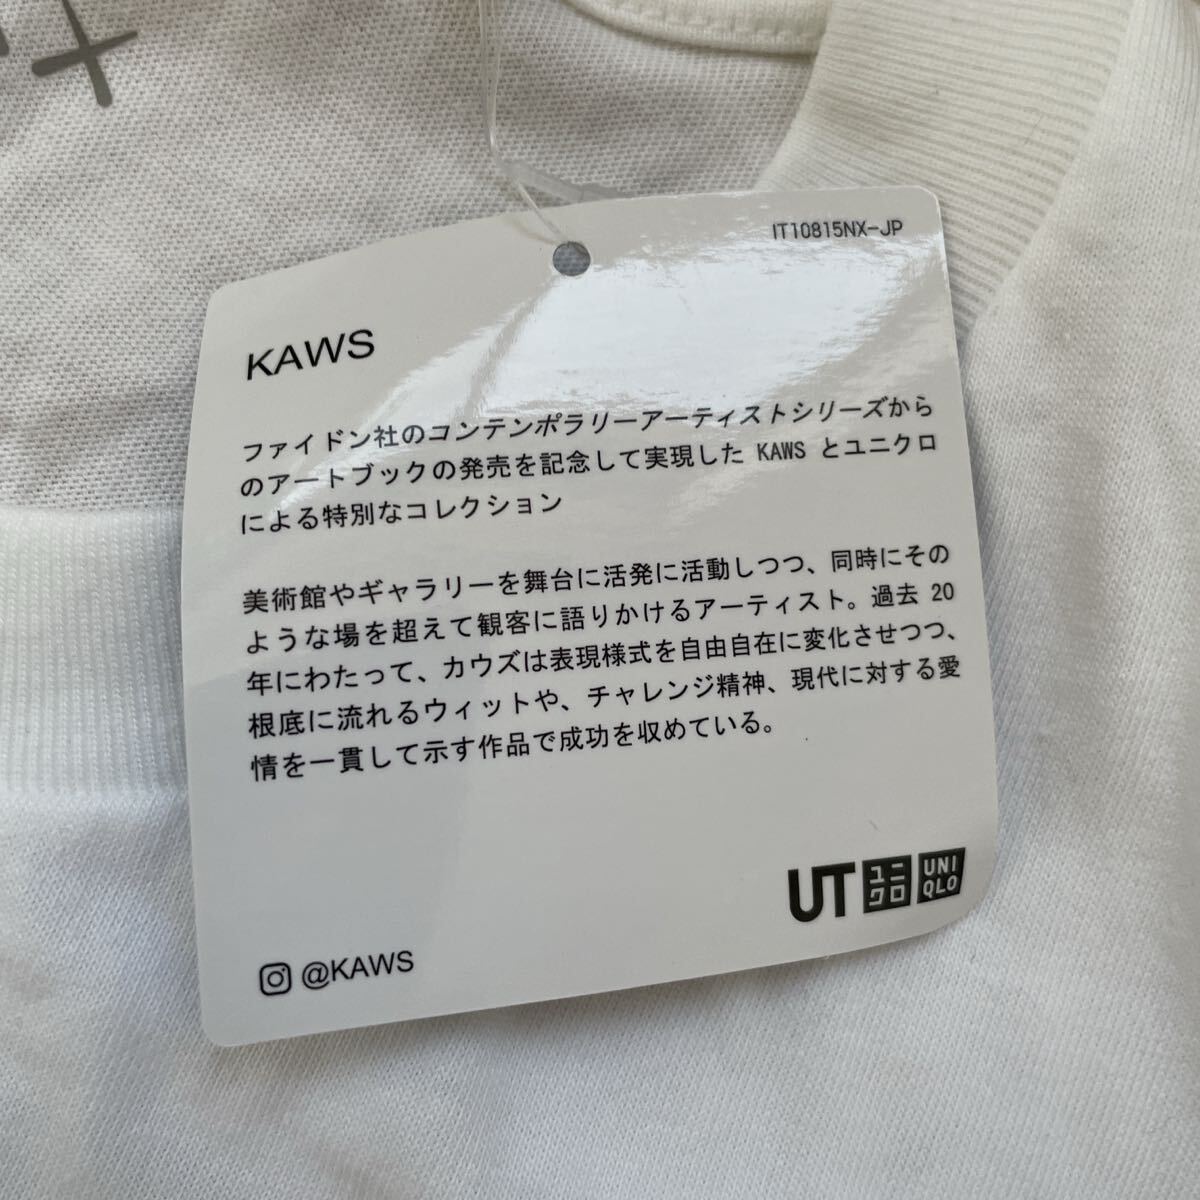 IT10815NX-JP
KAWS
ファイドン社のコンテンポラリーアーティストシリーズから
のアートブックの発売を記念して実現した KAWS とユニクロ
による特別なコレクション
美術館やギャラリーを舞台に活発に活動しつつ、同時にその
ような場を超えて観客に語りかけるアーティスト。過去 20
年にわたって、カウズは表現様式を自由自在に変化させつつ、
根底に流れるウィットや、チャレンジ精神、現代に対する愛
情を一貫して示す作品で成功を収めている。
UT ユニクロ UNIQLO
@KAWS